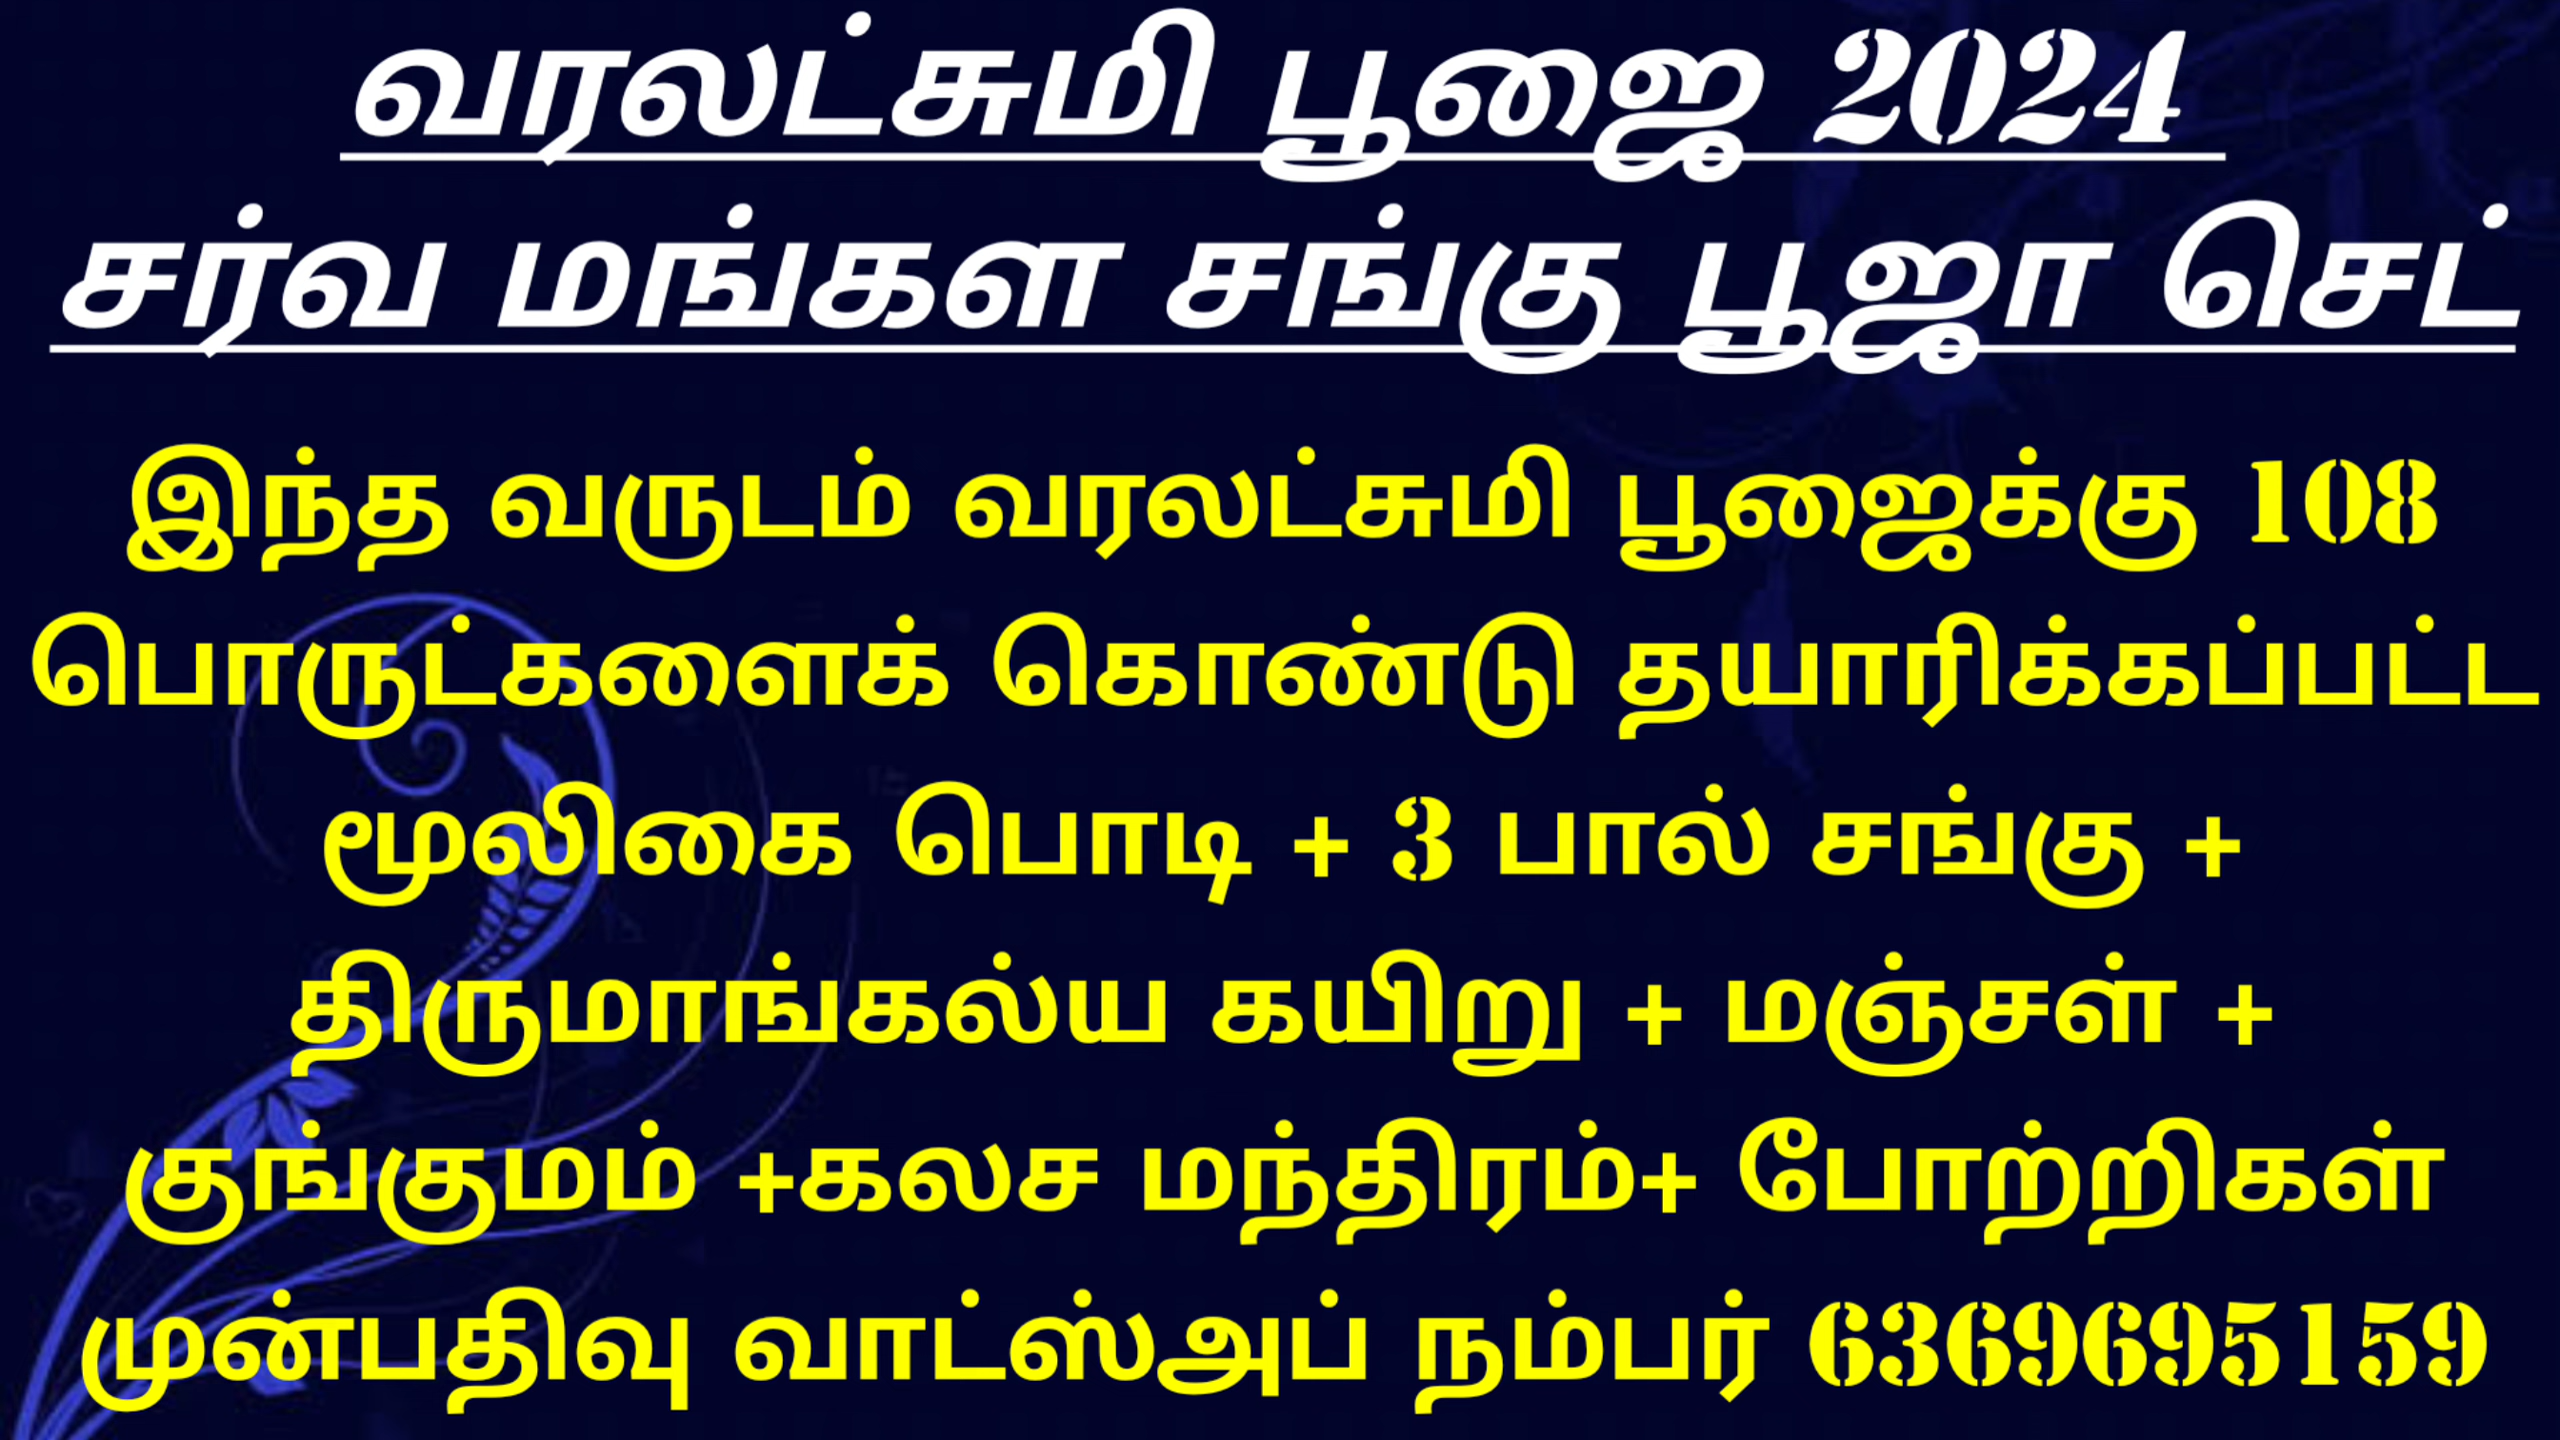 வரலட்சுமி பூஜை 2024
சர்வ மங்கள சங்கு பூஜா செட்
இந்த வருடம் வரலட்சுமி பூஜைக்கு 108
பொருட்களைக் கொண்டு தயாரிக்கப்பட்ட
மூலிகை பொடி + 3 பால் சங்கு +
திருமாங்கல்ய கயிறு + மஞ்சள் +
குங்குமம் +கலச மந்திரம்+ போற்றிகள்
முன்பதிவு வாட்ஸ்அப் நம்பர் 6369695159